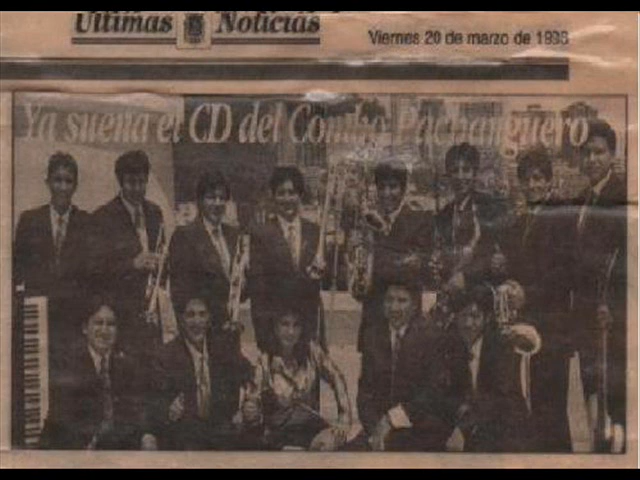 Ultimas Noticias
Viernes 20 de marzo de 1998
Ya suena el CD del Combo Pachanguero